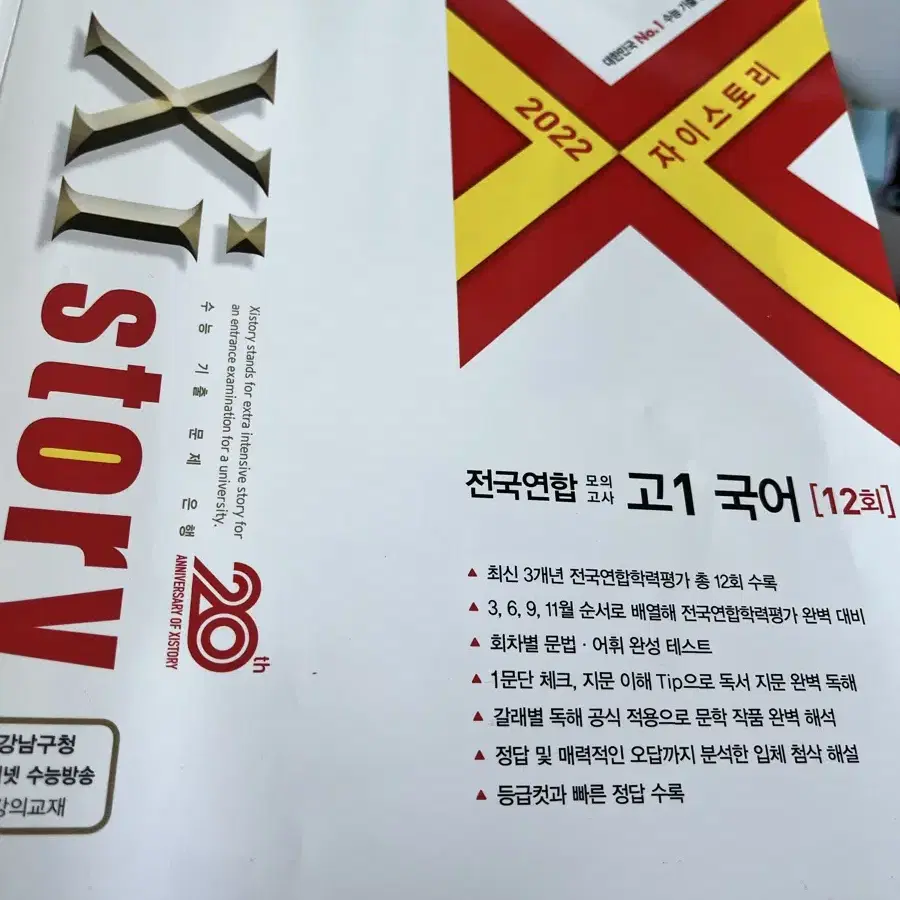 Xi
story
Xistory stands for extra intensive story for
an entrance examination for a university.
수능 기출 문제 은행
20th
ANNIVERSARY OF XISTORY
강남구청
넷 수능방송
강의교재
대한민국 No.1 수능 기출
2022
자이스토리
전국연합 모의고사 고1 국어 [12회]
▲ 최신 3개년 전국연합학력평가 총 12회 수록
▲ 3, 6, 9, 11월 순서로 배열해 전국연합학력평가 완벽 대비
▲ 회차별 문법 · 어휘 완성 테스트
▲ 1문단 체크, 지문 이해 Tip으로 독서 지문 완벽 독해
▲ 갈래별 독해 공식 적용으로 문학 작품 완벽 해석
▲ 정답 및 매력적인 오답까지 분석한 입체 첨삭 해설
▲ 등급컷과 빠른 정답 수록